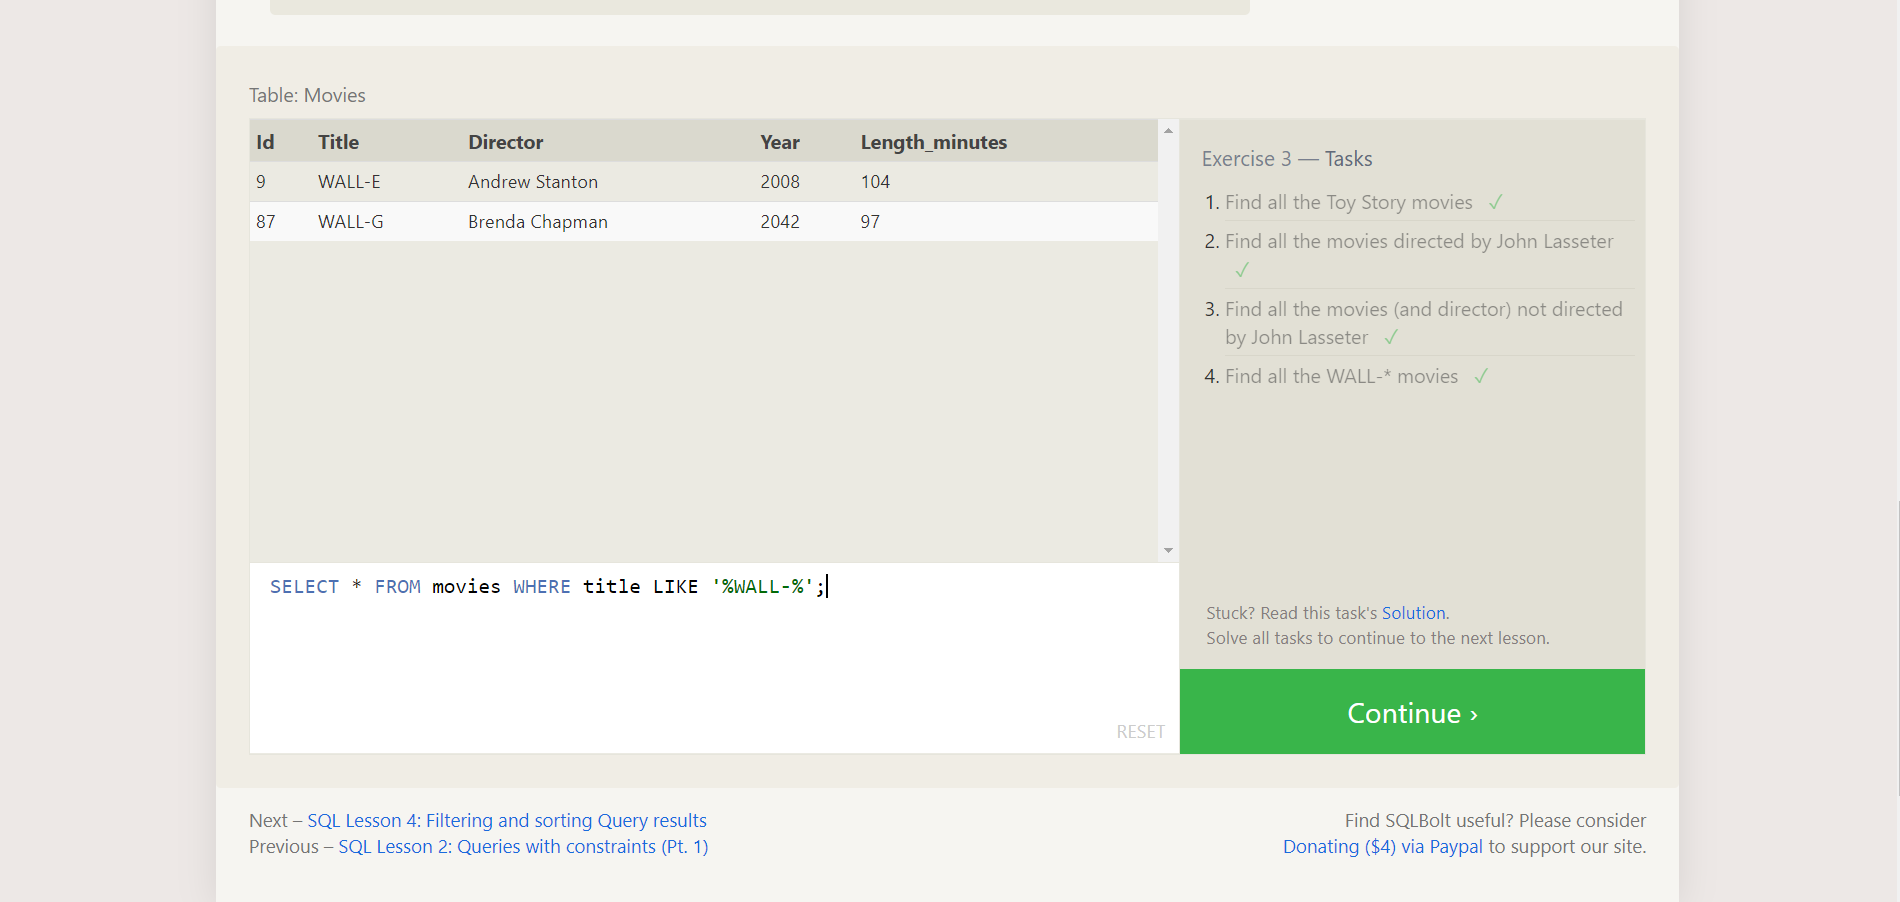 Table: Movies
Id Title Director Year Length_minutes
9 WALL-E Andrew Stanton 2008 104
87 WALL-G Brenda Chapman 2042 97
SELECT * FROM movies WHERE title LIKE '%WALL-%';
RESET
Exercise 3 — Tasks
1. Find all the Toy Story movies ✓
2. Find all the movies directed by John Lasseter
✓
3. Find all the movies (and director) not directed
by John Lasseter ✓
4. Find all the WALL-* movies ✓
Stuck? Read this task's Solution.
Solve all tasks to continue to the next lesson.
Continue ›
Next – SQL Lesson 4: Filtering and sorting Query results
Previous – SQL Lesson 2: Queries with constraints (Pt. 1)
Find SQLBolt useful? Please consider
Donating ($4) via Paypal to support our site.